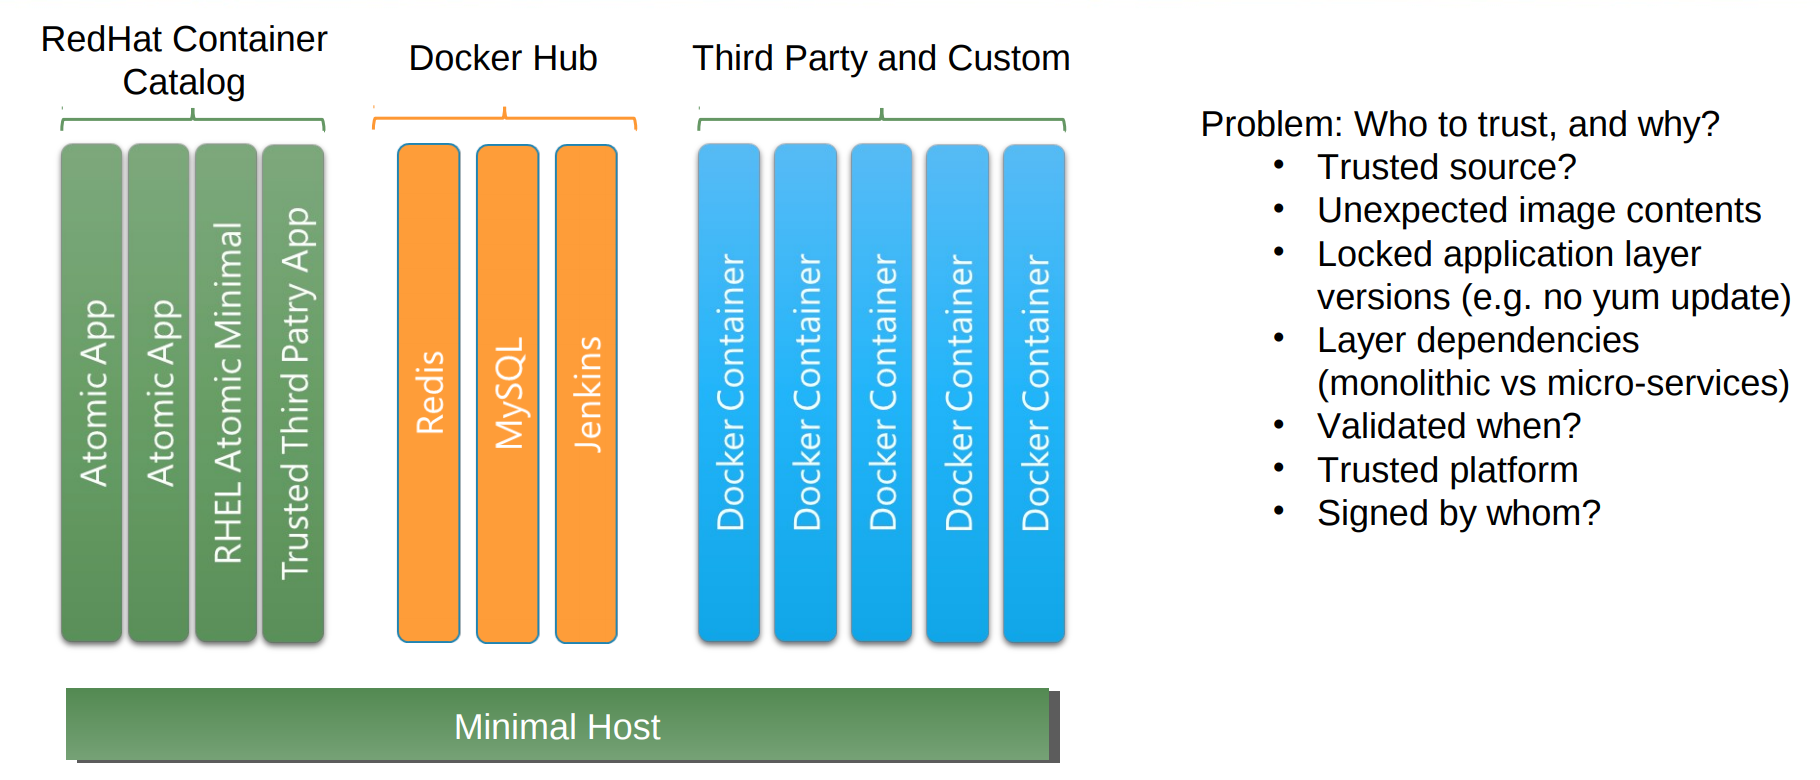 RedHat Container
Catalog
Docker Hub
Third Party and Custom
Atomic App
Atomic App
RHEL Atomic Minimal
Trusted Third Patry App
Redis
MySQL
Jenkins
Docker Container
Docker Container
Docker Container
Docker Container
Docker Container
Minimal Host
Problem: Who to trust, and why?
• Trusted source?
• Unexpected image contents
• Locked application layer
versions (e.g. no yum update)
• Layer dependencies
(monolithic vs micro-services)
• Validated when?
• Trusted platform
• Signed by whom?